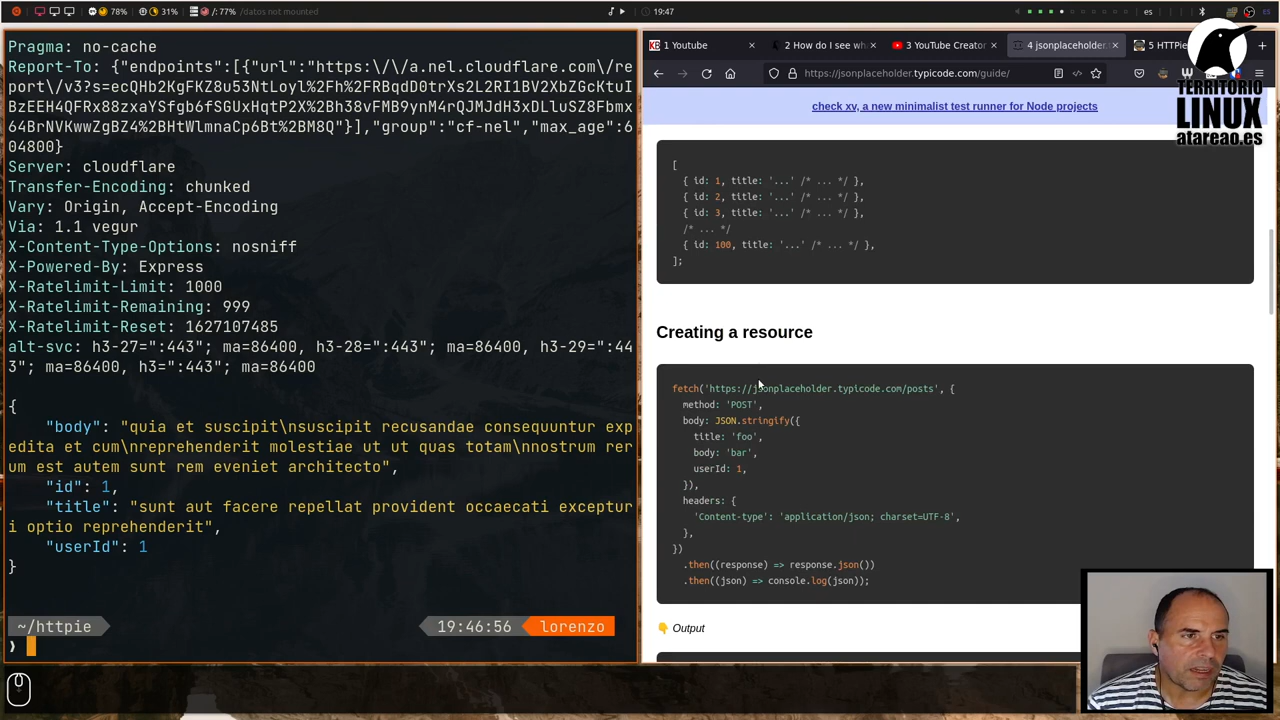 78% 31% /: 77% /datos not mounted
19:47
es
ES
Pragma: no-cache
Report-To: {"endpoints":[{"url":"https:\/\/a.nel.cloudflare.com\/re
port\/v3?s=ecQHb2KgFKZ8u53NtLoyl%2Fh%2FRBqdD0trXs2L2RI1BV2XbZGcKtuI
BzEEH4QFRx88zxaYSfgb6fSGUxHqtP2X%2Bh38vFMB9ynM4rQJMJdH3xDLluSZ8Fbmx
64BrNVKwwZgBZ4%2BHtWlmnaCp6Bt%2BM8Q"}],"group":"cf-nel","max_age":6
04800}
Server: cloudflare
Transfer-Encoding: chunked
Vary: Origin, Accept-Encoding
Via: 1.1 vegur
X-Content-Type-Options: nosniff
X-Powered-By: Express
X-Ratelimit-Limit: 1000
X-Ratelimit-Remaining: 999
X-Ratelimit-Reset: 1627107485
alt-svc: h3-27=":443"; ma=86400, h3-28=":443"; ma=86400, h3-29=":44
3"; ma=86400, h3=":443"; ma=86400
{
"body": "quia et suscipit\nsuscipit recusandae consequuntur exp
edita et cum\nreprehenderit molestiae ut ut quas totam\nnostrum rer
um est autem sunt rem eveniet architecto",
"id": 1,
"title": "sunt aut facere repellat provident occaecati exceptur
i optio reprehenderit",
"userId": 1
}
~/httpie 19:46:56 lorenzo
1 Youtube
2 How do I see wh
3 YouTube Creator
4 jsonplaceholder.
5 HTTPie
https://jsonplaceholder.typicode.com/guide/
check xv, a new minimalist test runner for Node projects
TERRITORIO
LINUX
atareao.es
[
{ id: 1, title: '...' /* ... */ },
{ id: 2, title: '...' /* ... */ },
{ id: 3, title: '...' /* ... */ },
/* ... */
{ id: 100, title: '...' /* ... */ },
];
Creating a resource
fetch('https://jsonplaceholder.typicode.com/posts', {
method: 'POST',
body: JSON.stringify({
title: 'foo',
body: 'bar',
userId: 1,
}),
headers: {
'Content-type': 'application/json; charset=UTF-8',
},
})
.then((response) => response.json())
.then((json) => console.log(json));
👇 Output